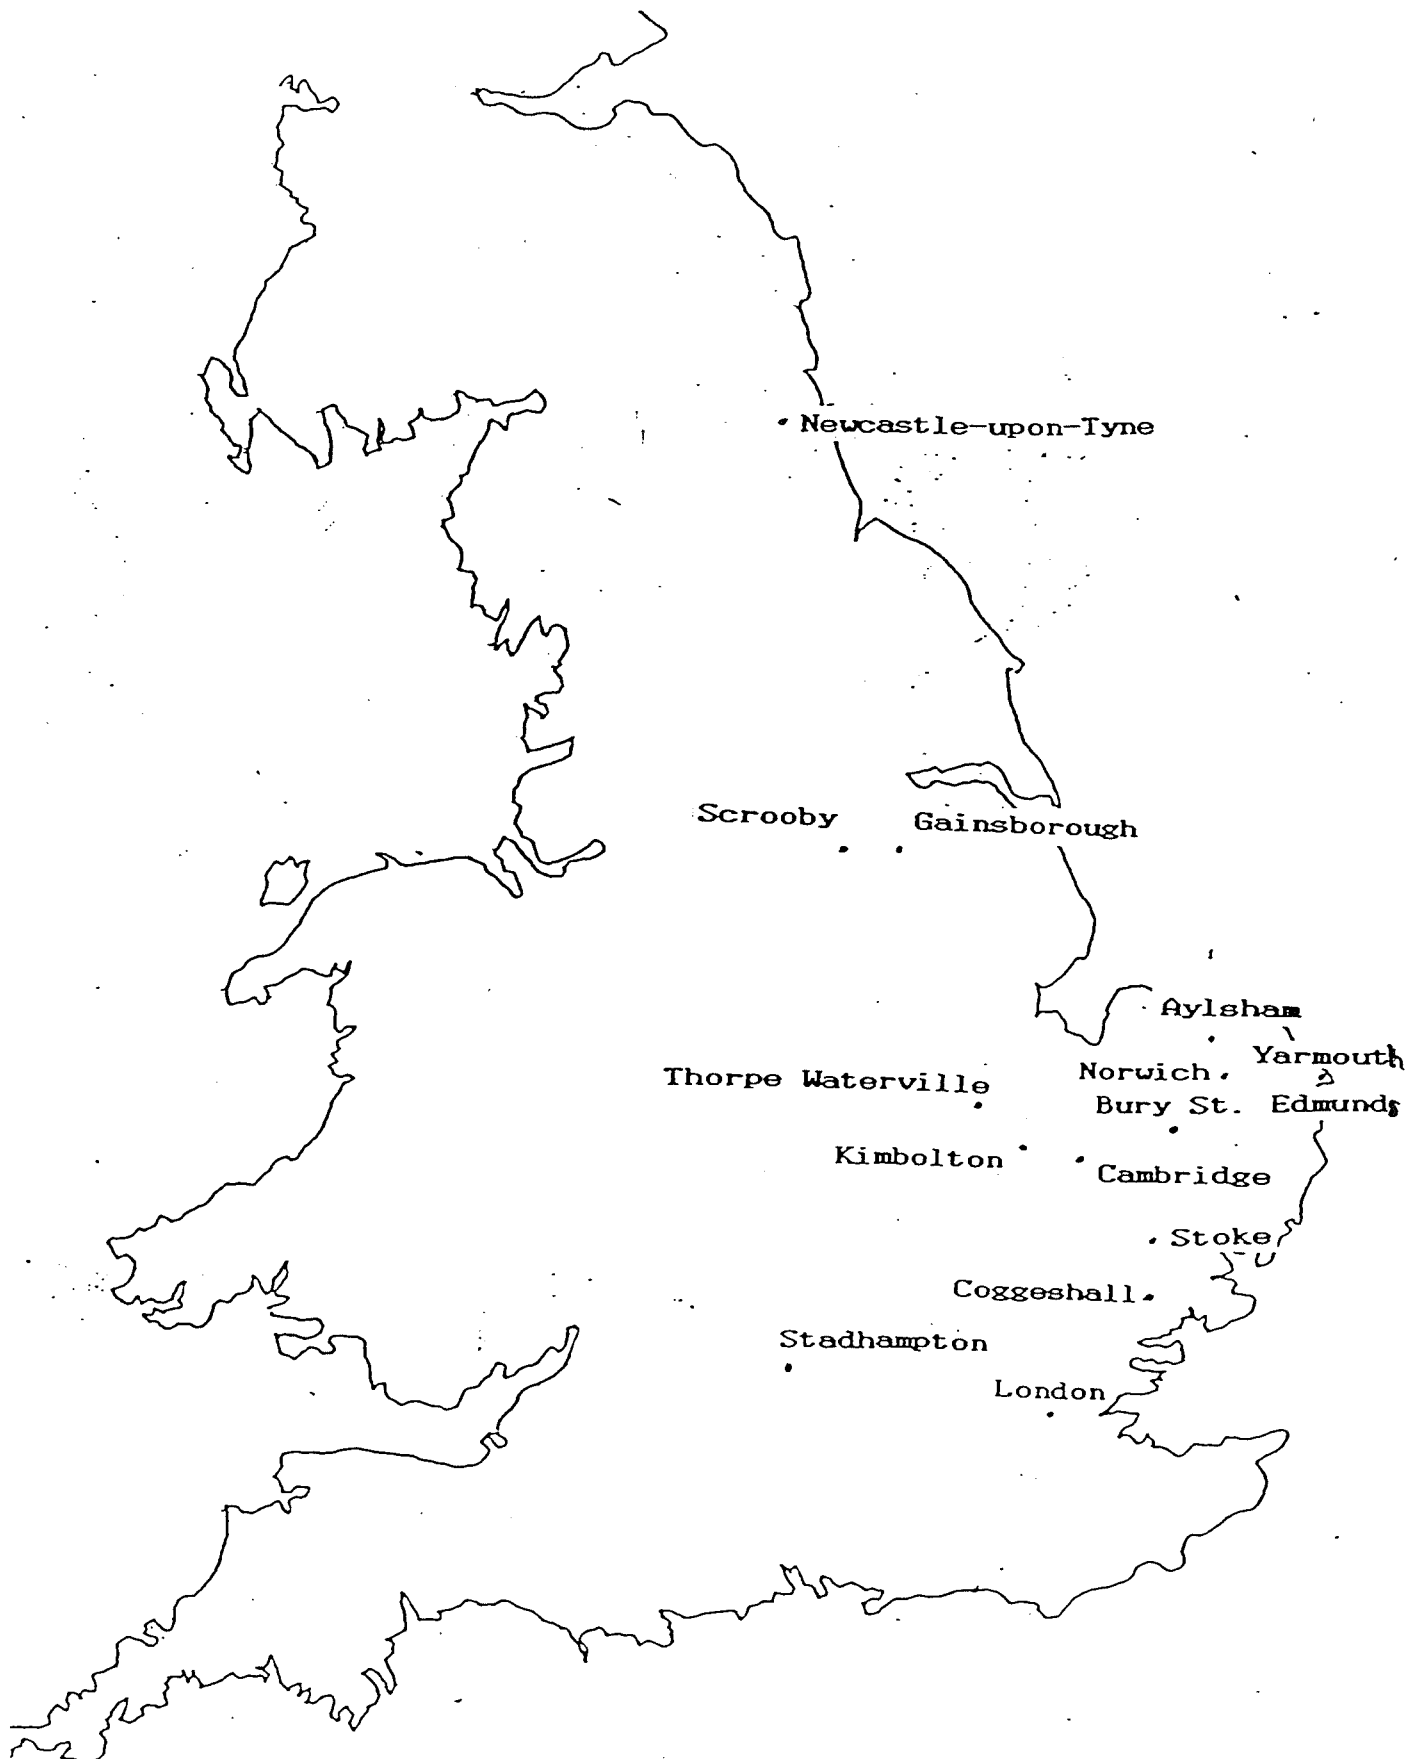 Newcastle-upon-Tyne
Scrooby
Gainsborough
Aylsham
Yarmouth
Norwich
Thorpe Waterville
Bury St. Edmunds
Kimbolton
Cambridge
Stoke
Coggeshall
Stadhampton
London